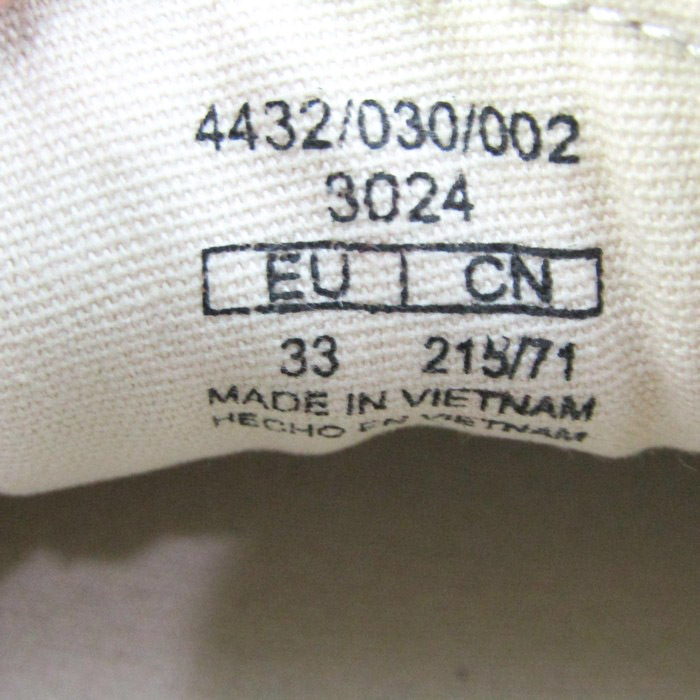 4432/030/002
3024
EU CN
33 215/71
MADE IN VIETNAM
HECHO EN VIETNAM